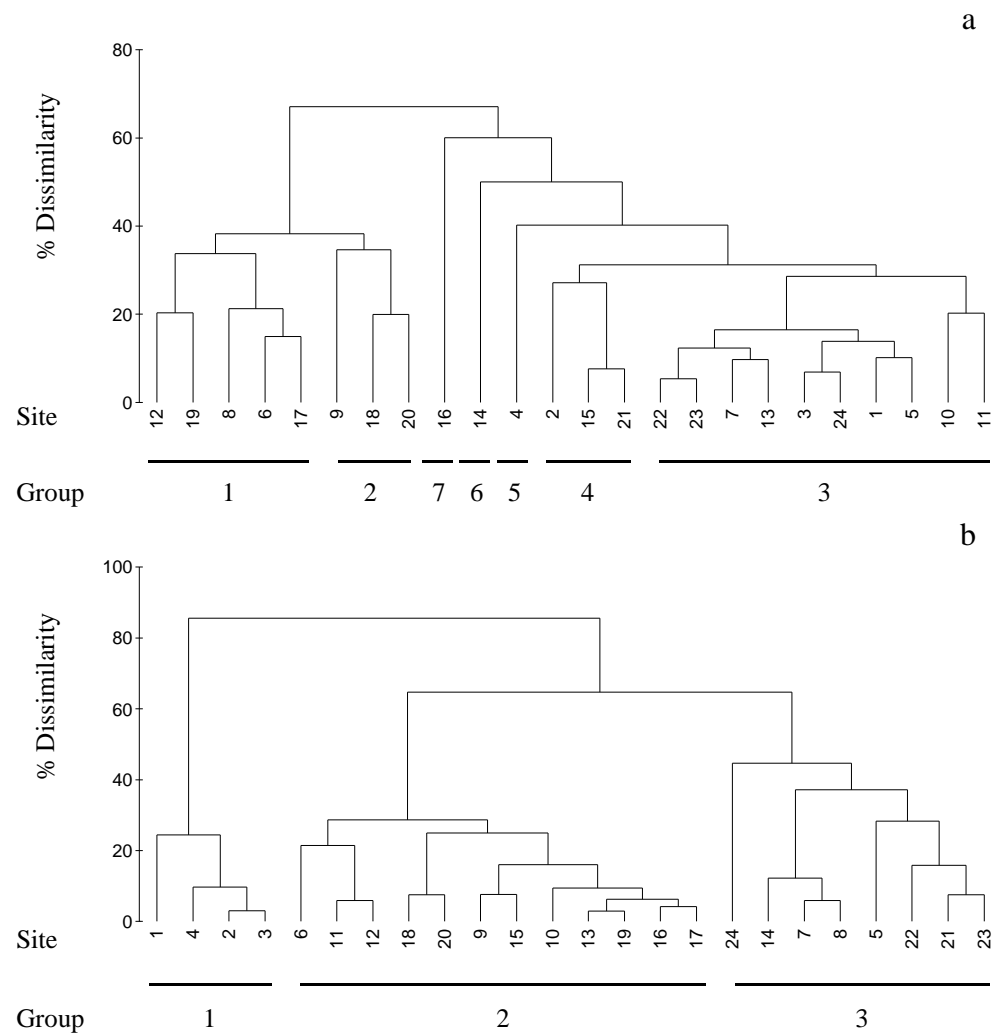 a
80
60
40
20
0
% Dissimilarity
Site 12 19 8 6 17 9 18 20 16 14 4 2 15 21 22 23 7 13 3 24 1 5 10 11
Group 1 2 7 6 5 4 3
b
100
80
60
40
20
0
% Dissimilarity
Site 1 4 2 3 6 11 12 18 20 9 15 10 13 19 16 17 24 14 7 8 5 22 21 23
Group 1 2 3